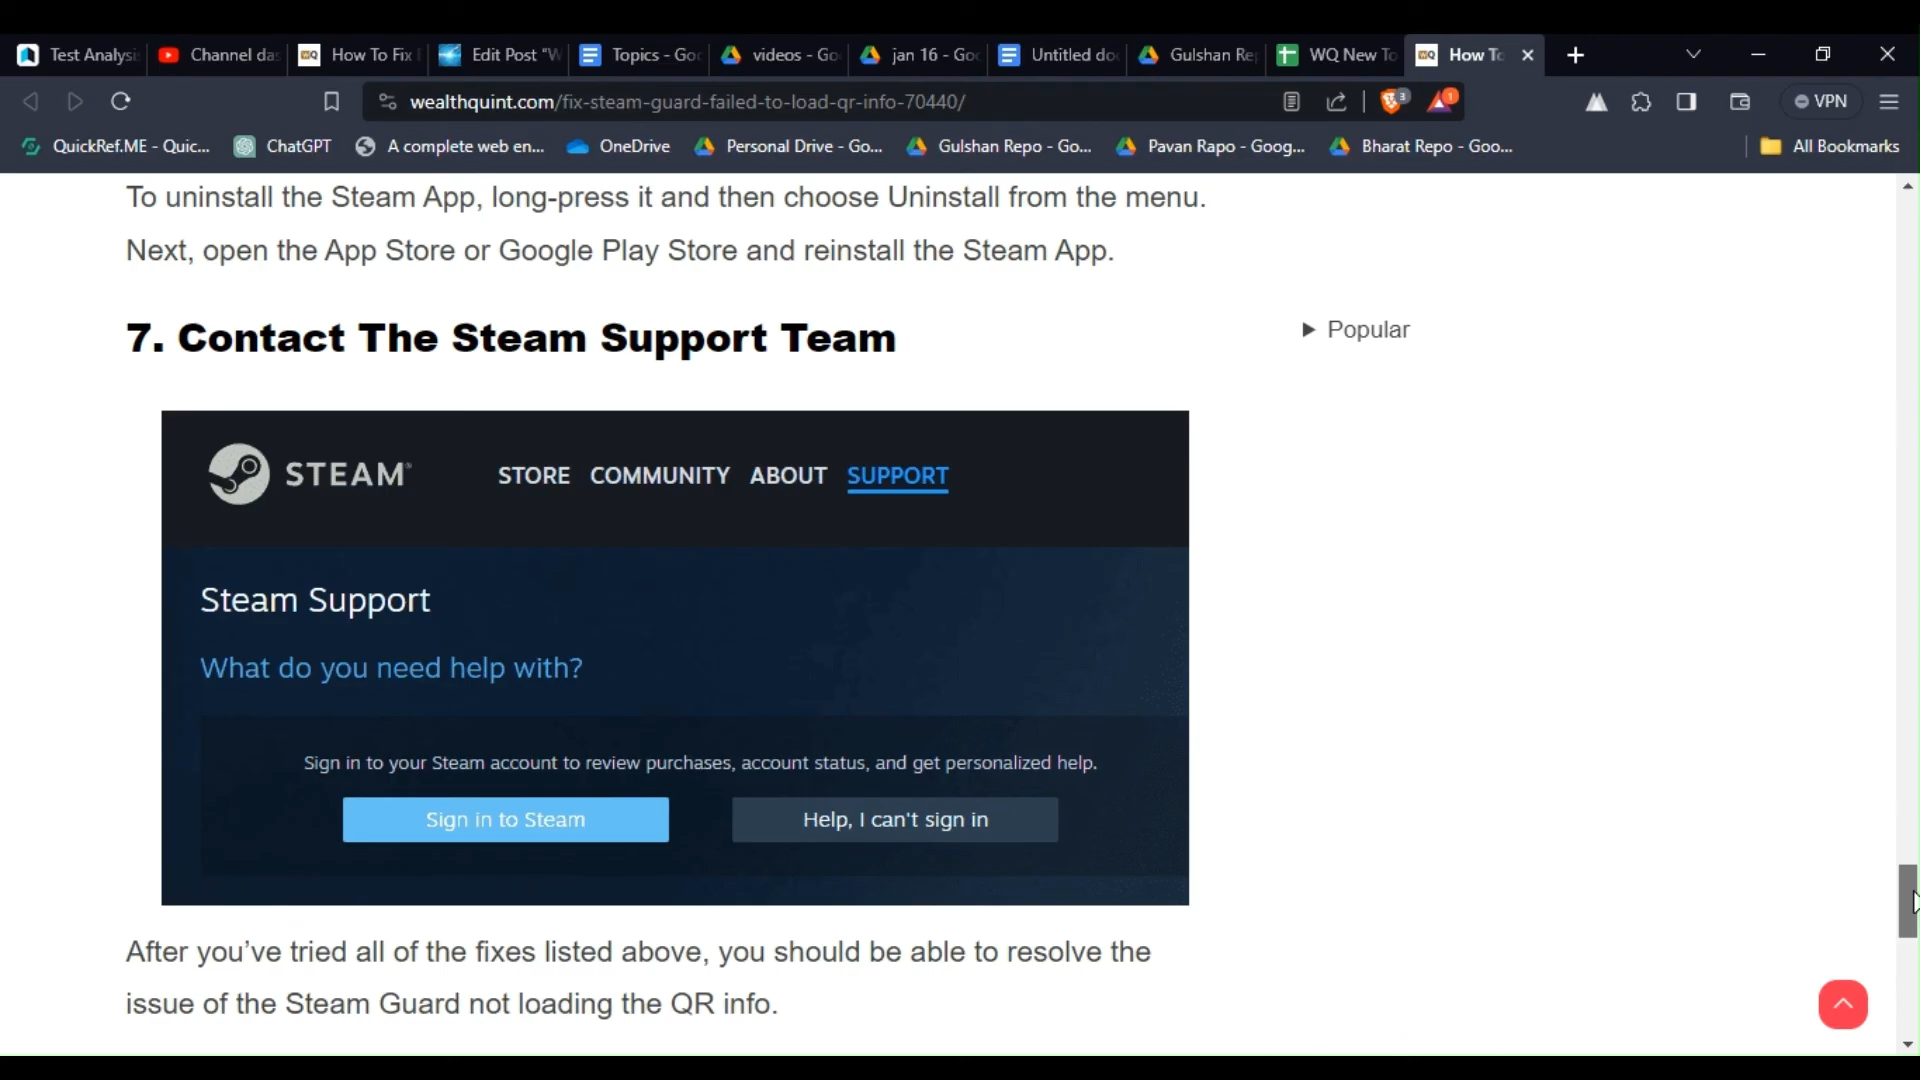 Test Analysi
Channel da
How To Fix
Edit Post "W
Topics - Goo
videos - Go
jan 16 - Goo
Untitled do
Gulshan Re
WQ New To
How To
wealthquint.com/fix-steam-guard-failed-to-load-qr-info-70440/
3
1
VPN
QuickRef.ME - Quic...
ChatGPT
A complete web en...
OneDrive
Personal Drive - Go...
Gulshan Repo - Go...
Pavan Rapo - Goog...
Bharat Repo - Goo...
All Bookmarks
To uninstall the Steam App, long-press it and then choose Uninstall from the menu.
Next, open the App Store or Google Play Store and reinstall the Steam App.
7. Contact The Steam Support Team
Popular
STEAM®
STORE COMMUNITY ABOUT SUPPORT
Steam Support
What do you need help with?
Sign in to your Steam account to review purchases, account status, and get personalized help.
Sign in to Steam
Help, I can't sign in
After you’ve tried all of the fixes listed above, you should be able to resolve the
issue of the Steam Guard not loading the QR info.